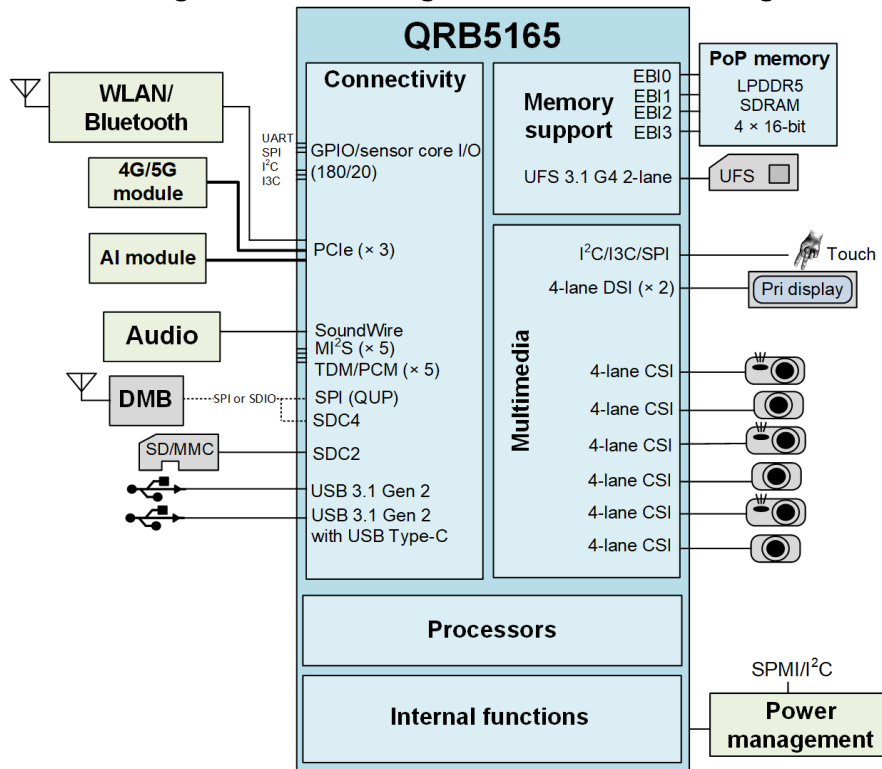 QRB5165
Connectivity
WLAN/
Bluetooth
UART
SPI
I²C
I3C
GPIO/sensor core I/O
(180/20)
4G/5G
module
AI module
PCIe (× 3)
Audio
SoundWire
MI²S (× 5)
TDM/PCM (× 5)
DMB
SPI or SDIO
SPI (QUP)
SDC4
SD/MMC
SDC2
USB 3.1 Gen 2
USB 3.1 Gen 2
with USB Type-C
Memory
support
EBI0
EBI1
EBI2
EBI3
UFS 3.1 G4 2-lane
PoP memory
LPDDR5
SDRAM
4 × 16-bit
UFS
Multimedia
I²C/I3C/SPI
Touch
4-lane DSI (× 2)
Pri display
4-lane CSI
4-lane CSI
4-lane CSI
4-lane CSI
4-lane CSI
4-lane CSI
Processors
Internal functions
SPMI/I²C
Power
management